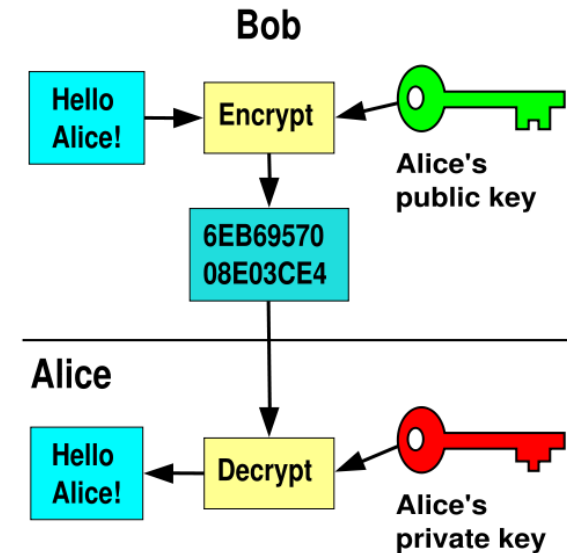 Bob
Hello
Alice!
Encrypt
Alice's
public key
6EB69570
08E03CE4
Alice
Hello
Alice!
Decrypt
Alice's
private key